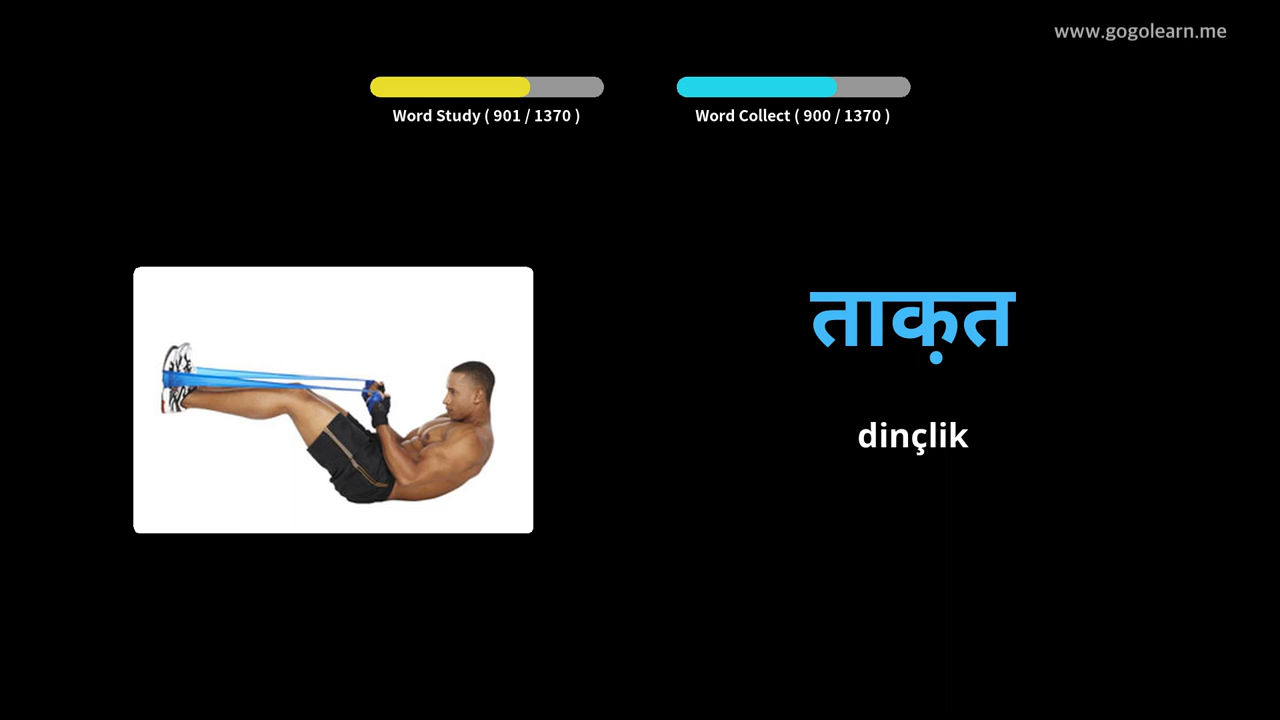 www.gogolearn.me
Word Study ( 901 / 1370 )
Word Collect ( 900 / 1370 )
ताक़त
dinçlik